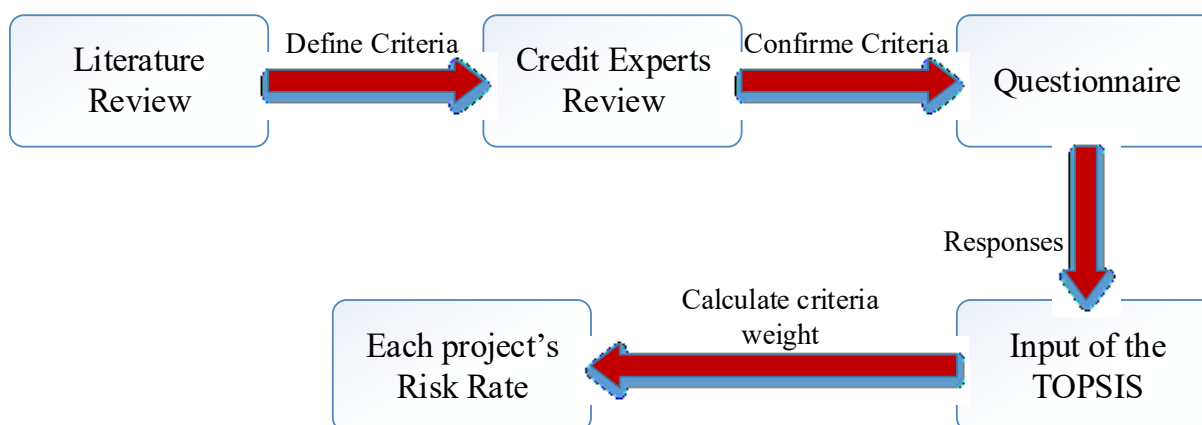 Literature
Review
Define Criteria
Credit Experts
Review
Confirme Criteria
Questionnaire
Responses
Input of the
TOPSIS
Calculate criteria
weight
Each project's
Risk Rate